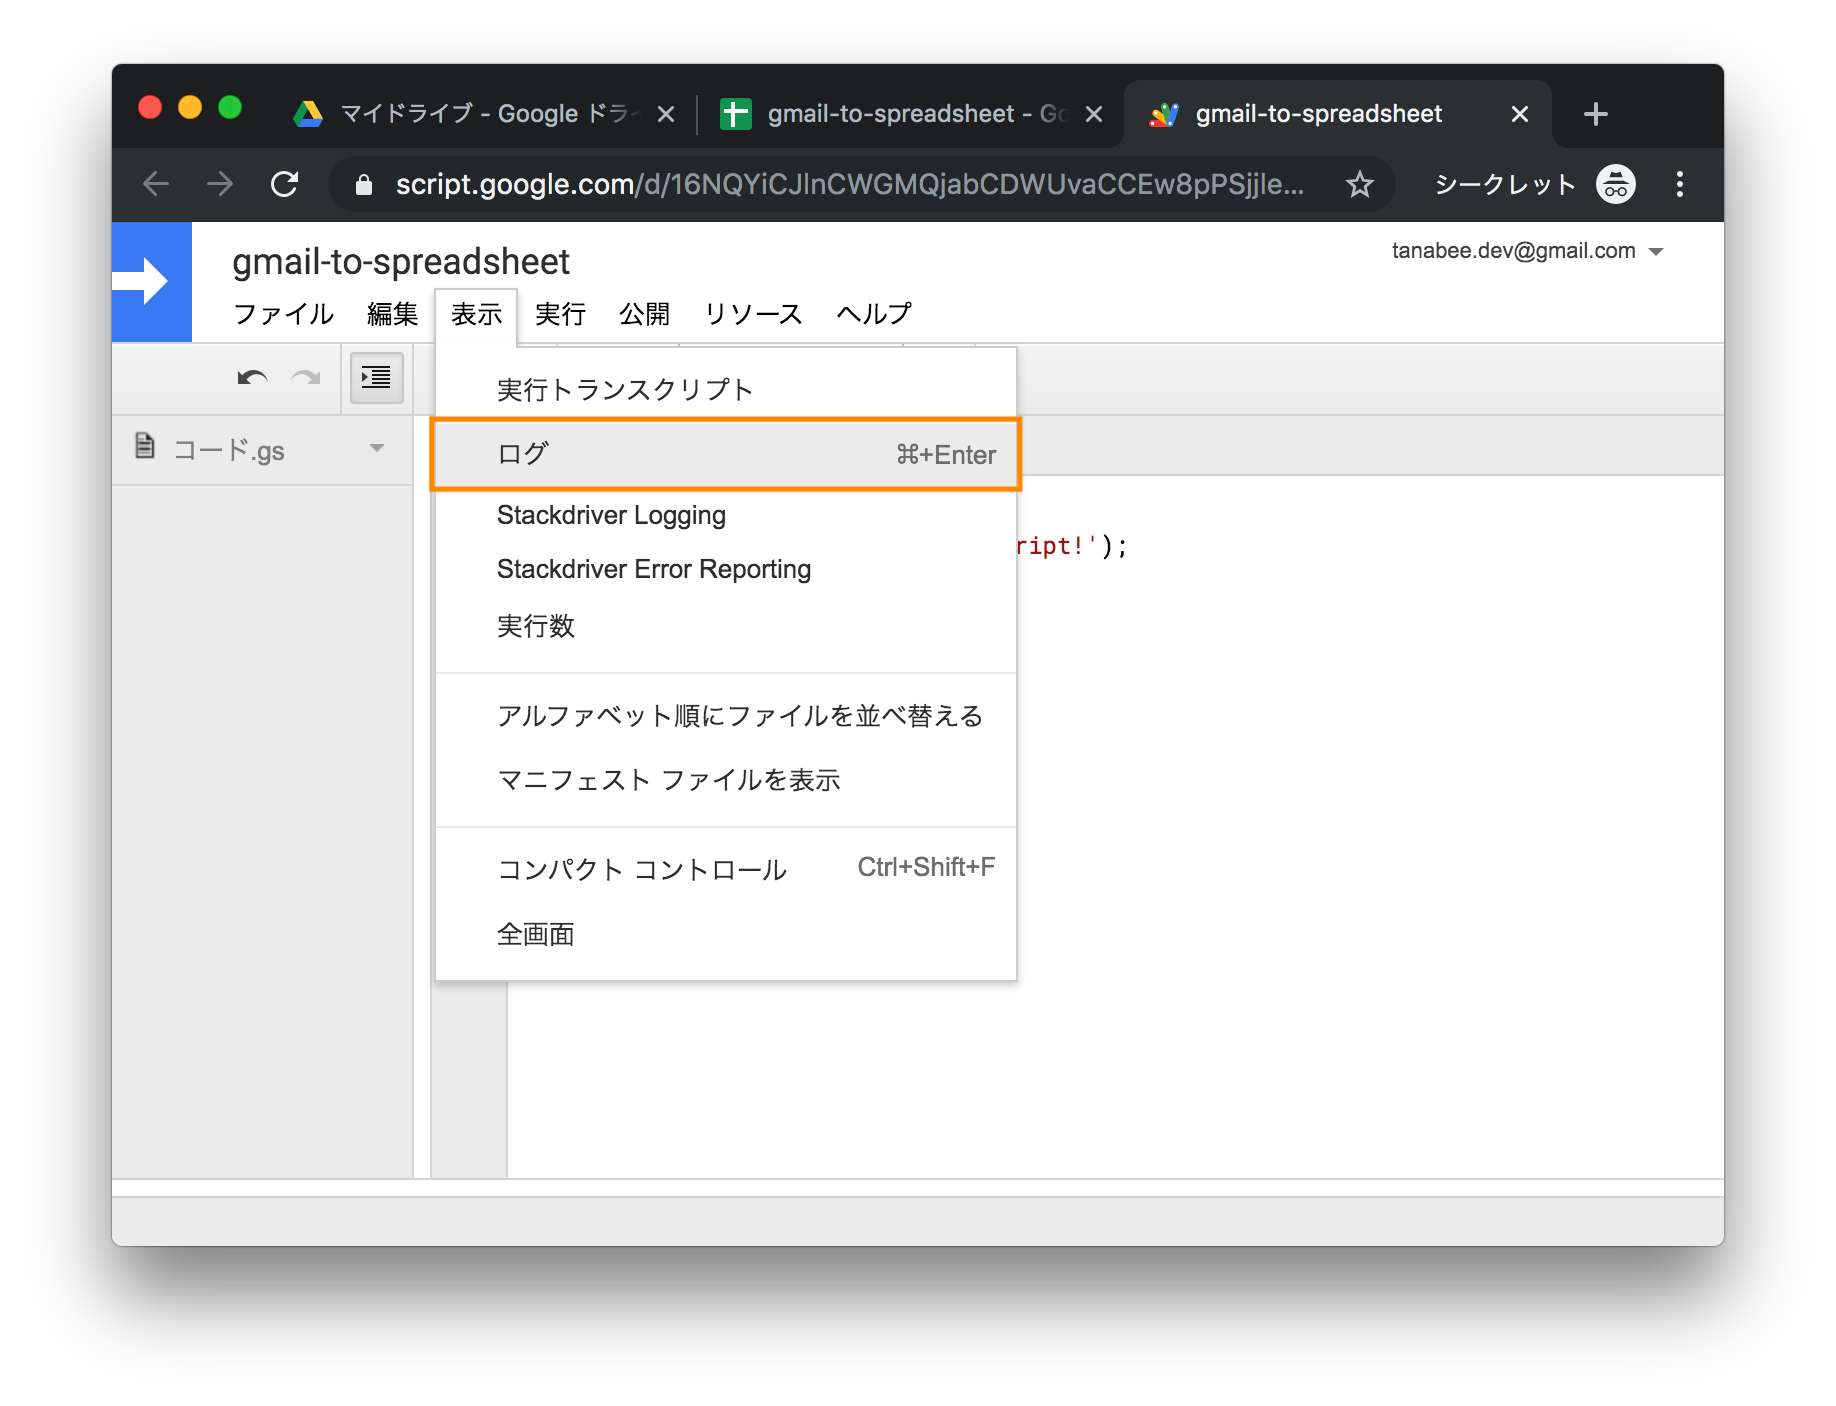 マイドライブ - Google ドライ
gmail-to-spreadsheet - Go
gmail-to-spreadsheet
script.google.com/d/16NQYiCJlnCWGMQjabCDWUvaCCEw8pPSjjle...
シークレット
gmail-to-spreadsheet
tanabee.dev@gmail.com
ファイル 編集 表示 実行 公開 リソース ヘルプ
実行トランスクリプト
コード.gs
ログ ⌘+Enter
Stackdriver Logging
ript!');
Stackdriver Error Reporting
実行数
アルファベット順にファイルを並べ替える
マニフェスト ファイルを表示
コンパクト コントロール Ctrl+Shift+F
全画面